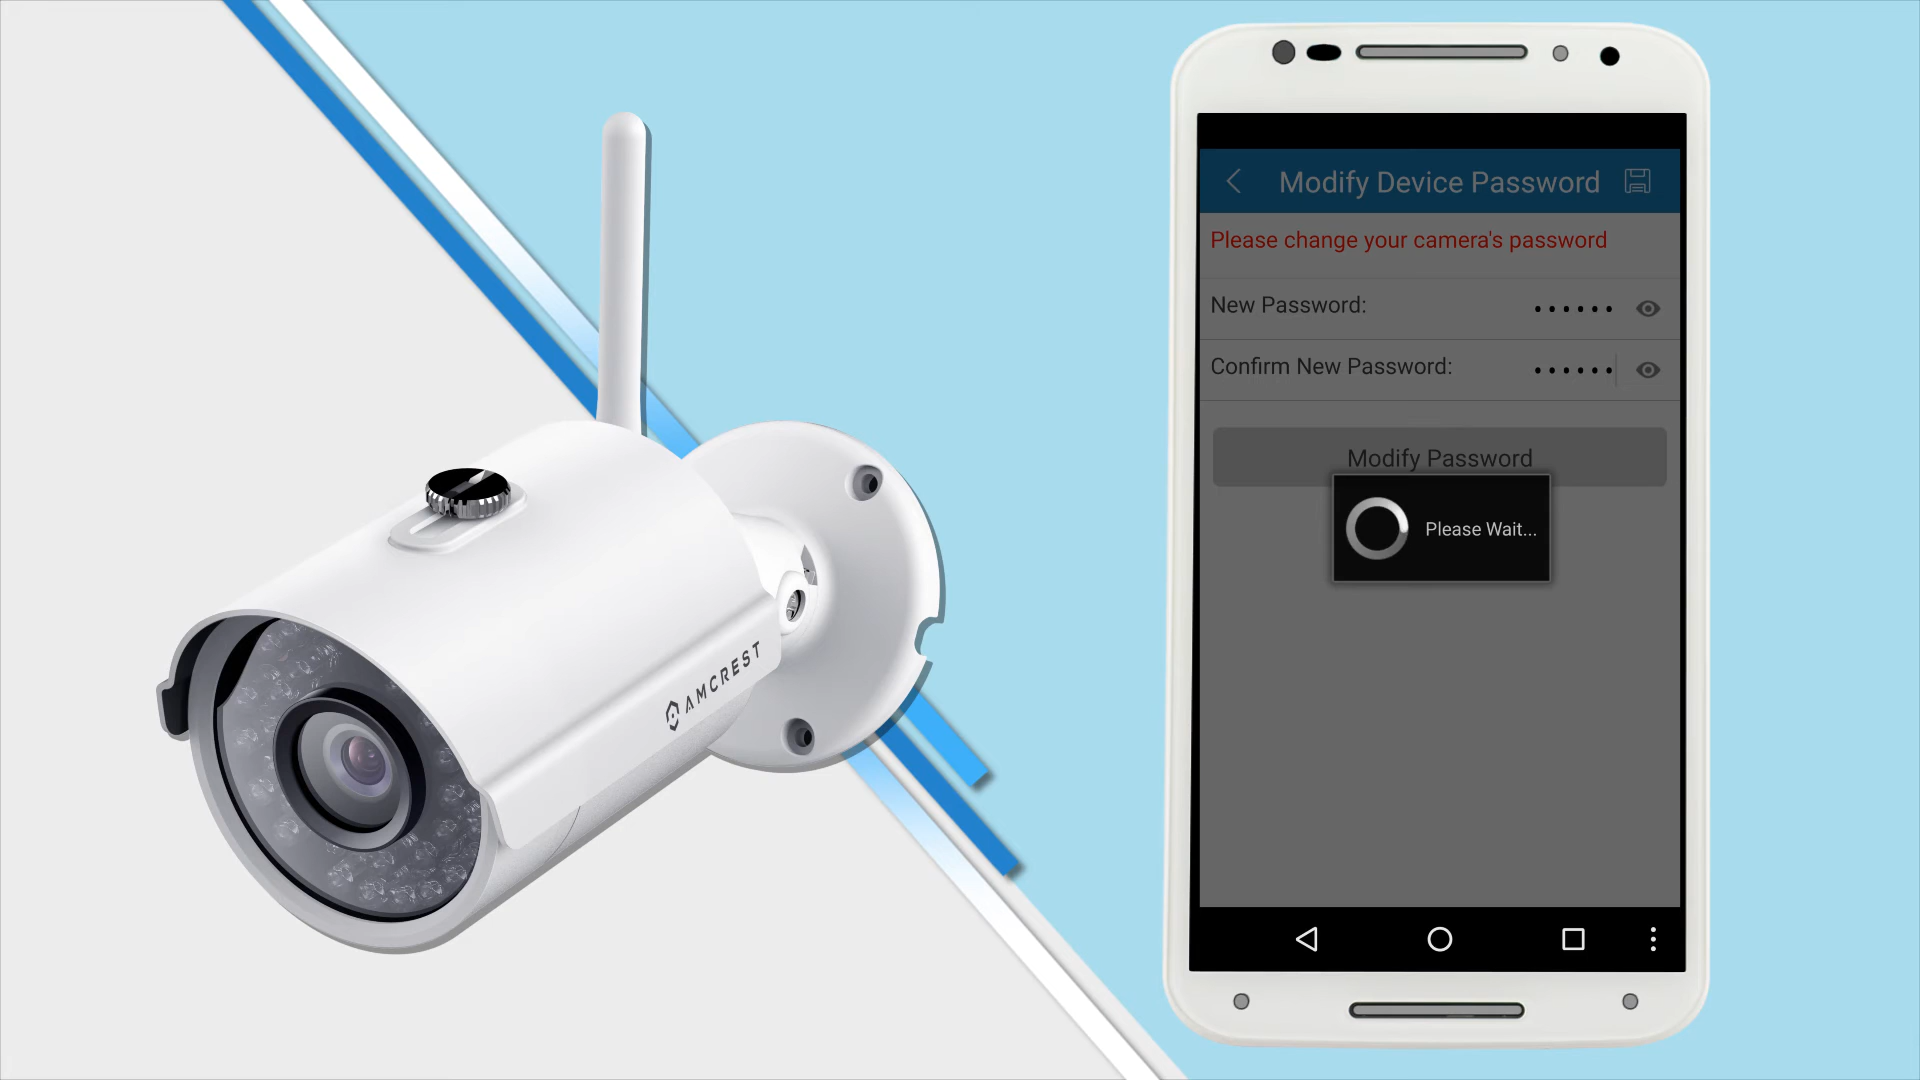 AMCREST
Modify Device Password
Please change your camera's password
New Password: ••••••
Confirm New Password: ••••••
Modify Password
Please Wait...